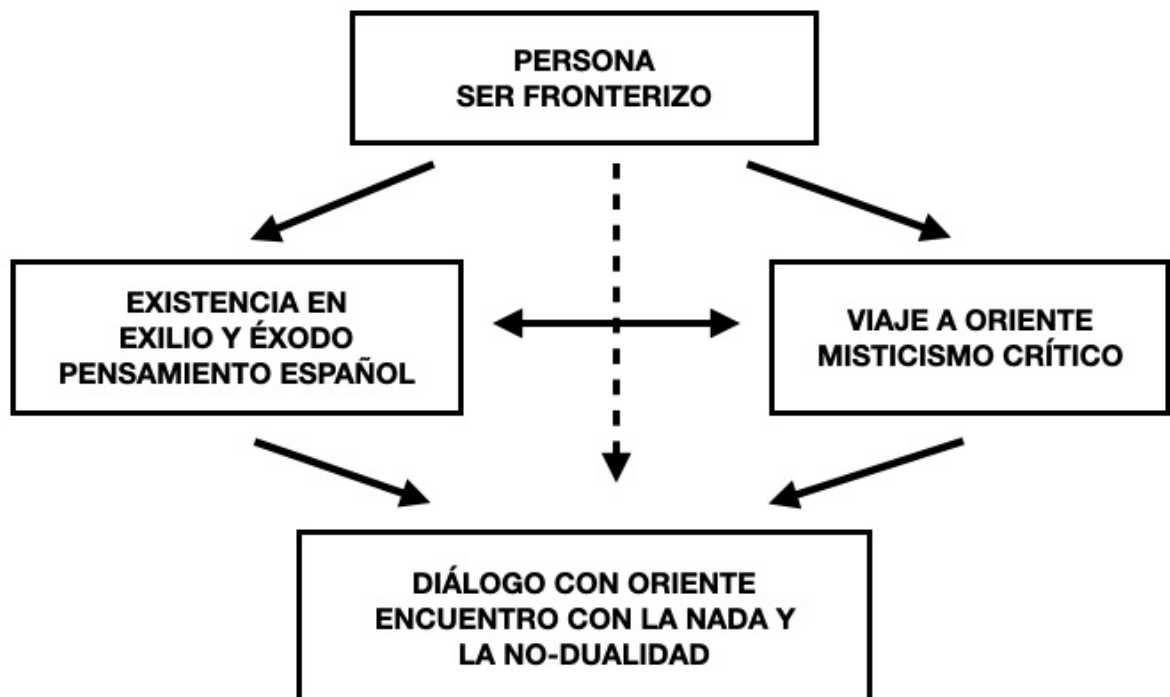 PERSONA
SER FRONTERIZO
EXISTENCIA EN
EXILIO Y ÉXODO
PENSAMIENTO ESPAÑOL
VIAJE A ORIENTE
MISTICISMO CRÍTICO
DIÁLOGO CON ORIENTE
ENCUENTRO CON LA NADA Y
LA NO-DUALIDAD